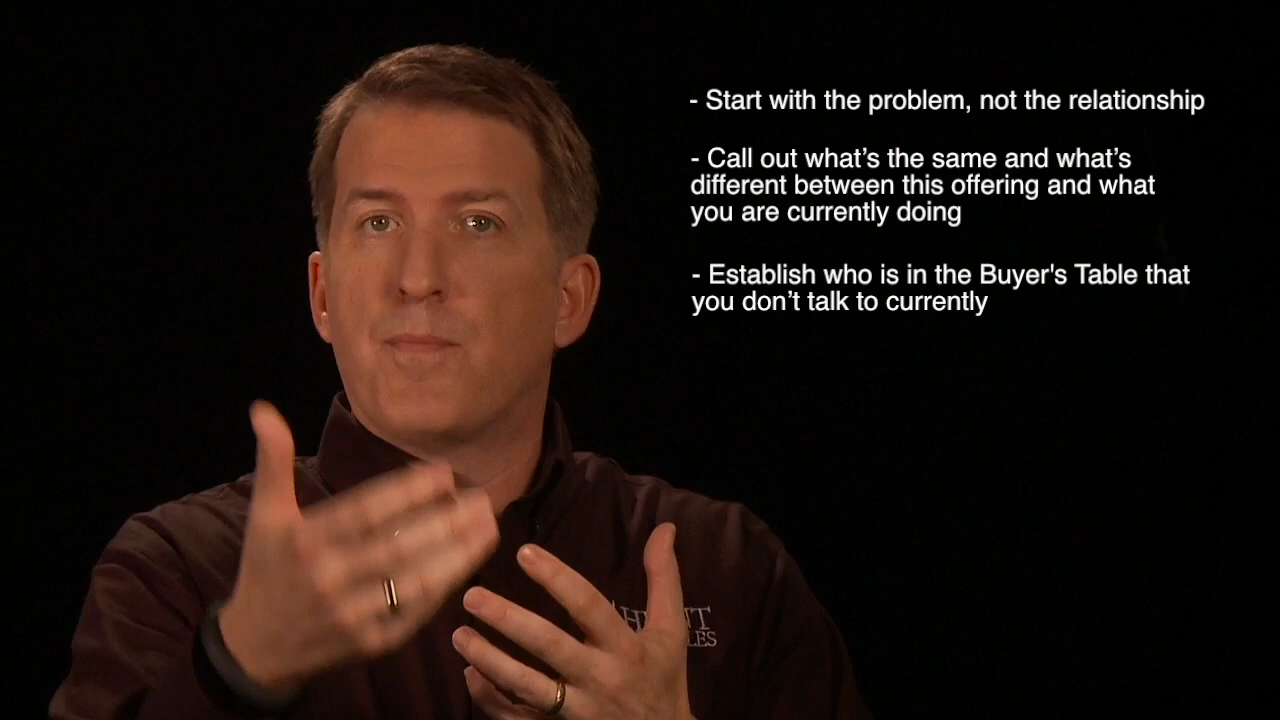 - Start with the problem, not the relationship
- Call out what’s the same and what’s
different between this offering and what
you are currently doing
- Establish who is in the Buyer's Table that
you don’t talk to currently